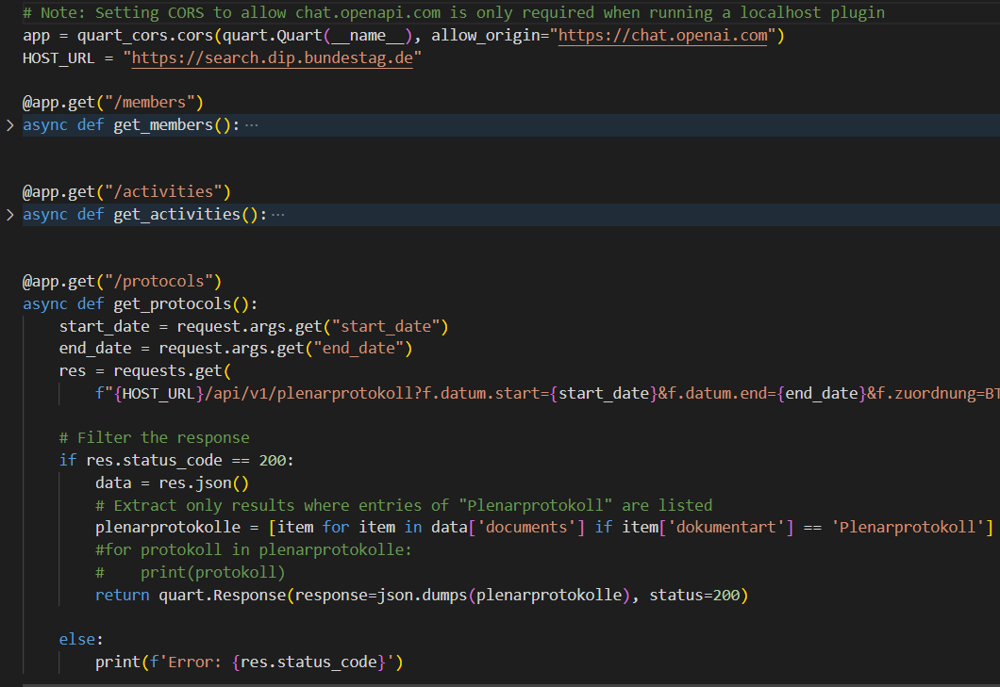 # Note: Setting CORS to allow chat.openapi.com is only required when running a localhost plugin
app = quart_cors.cors(quart.Quart(__name__), allow_origin="https://chat.openai.com")
HOST_URL = "https://search.dip.bundestag.de"
@app.get("/members")
async def get_members(): ···
@app.get("/activities")
async def get_activities(): ···
@app.get("/protocols")
async def get_protocols():
start_date = request.args.get("start_date")
end_date = request.args.get("end_date")
res = requests.get(
f"{HOST_URL}/api/v1/plenarprotokoll?f.datum.start={start_date}&f.datum.end={end_date}&f.zuordnung=BT
# Filter the response
if res.status_code == 200:
data = res.json()
# Extract only results where entries of "Plenarprotokoll" are listed
plenarprotokolle = [item for item in data['documents'] if item['dokumentart'] == 'Plenarprotokoll']
#for protokoll in plenarprotokolle:
#    print(protokoll)
return quart.Response(response=json.dumps(plenarprotokolle), status=200)
else:
print(f'Error: {res.status_code}')